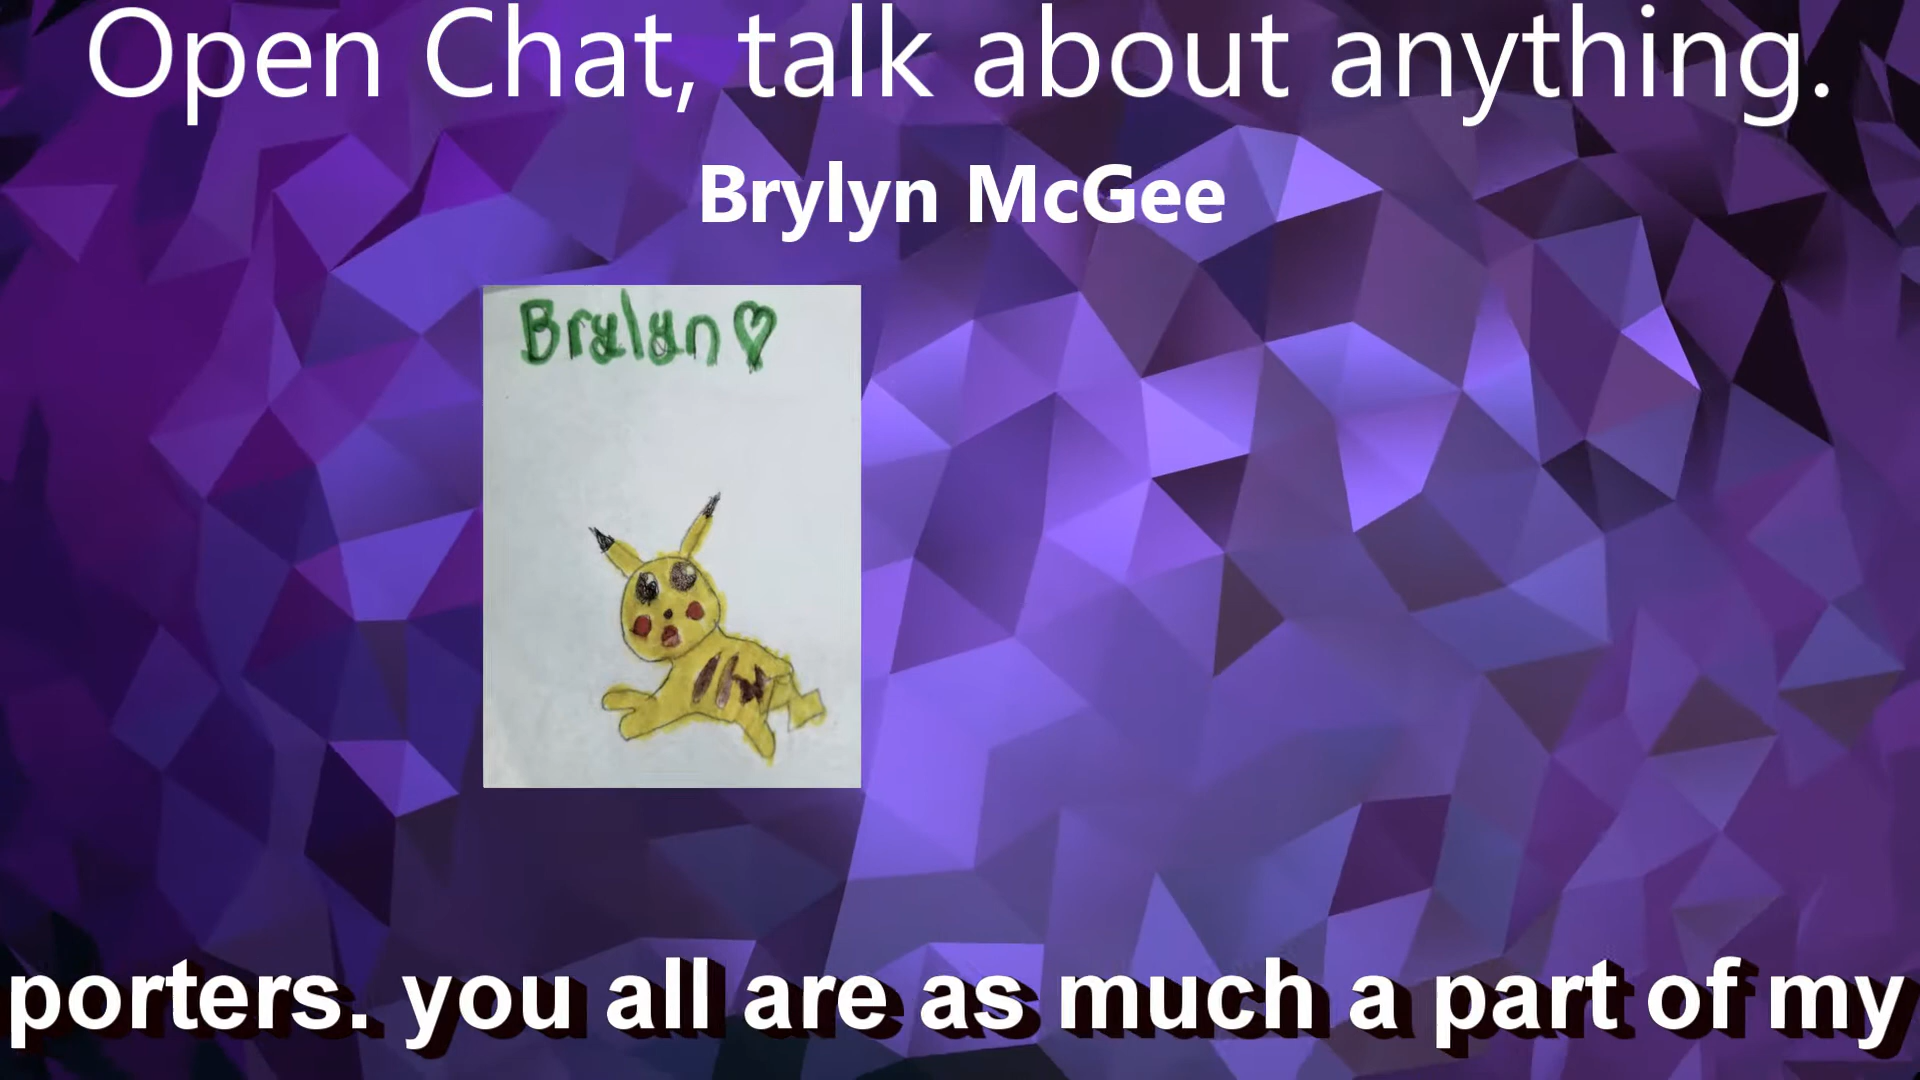 Open Chat, talk about anything.
Brylyn McGee
Brylyn
porters. you all are as much a part of my